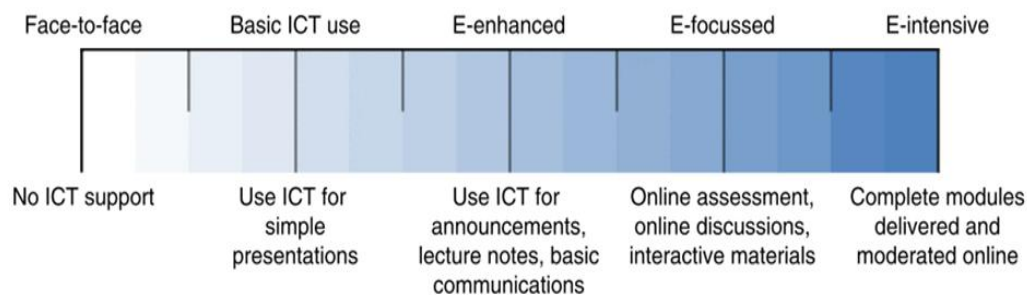 Face-to-face
Basic ICT use
E-enhanced
E-focussed
E-intensive
No ICT support
Use ICT for
simple
presentations
Use ICT for
announcements,
lecture notes, basic
communications
Online assessment,
online discussions,
interactive materials
Complete modules
delivered and
moderated online